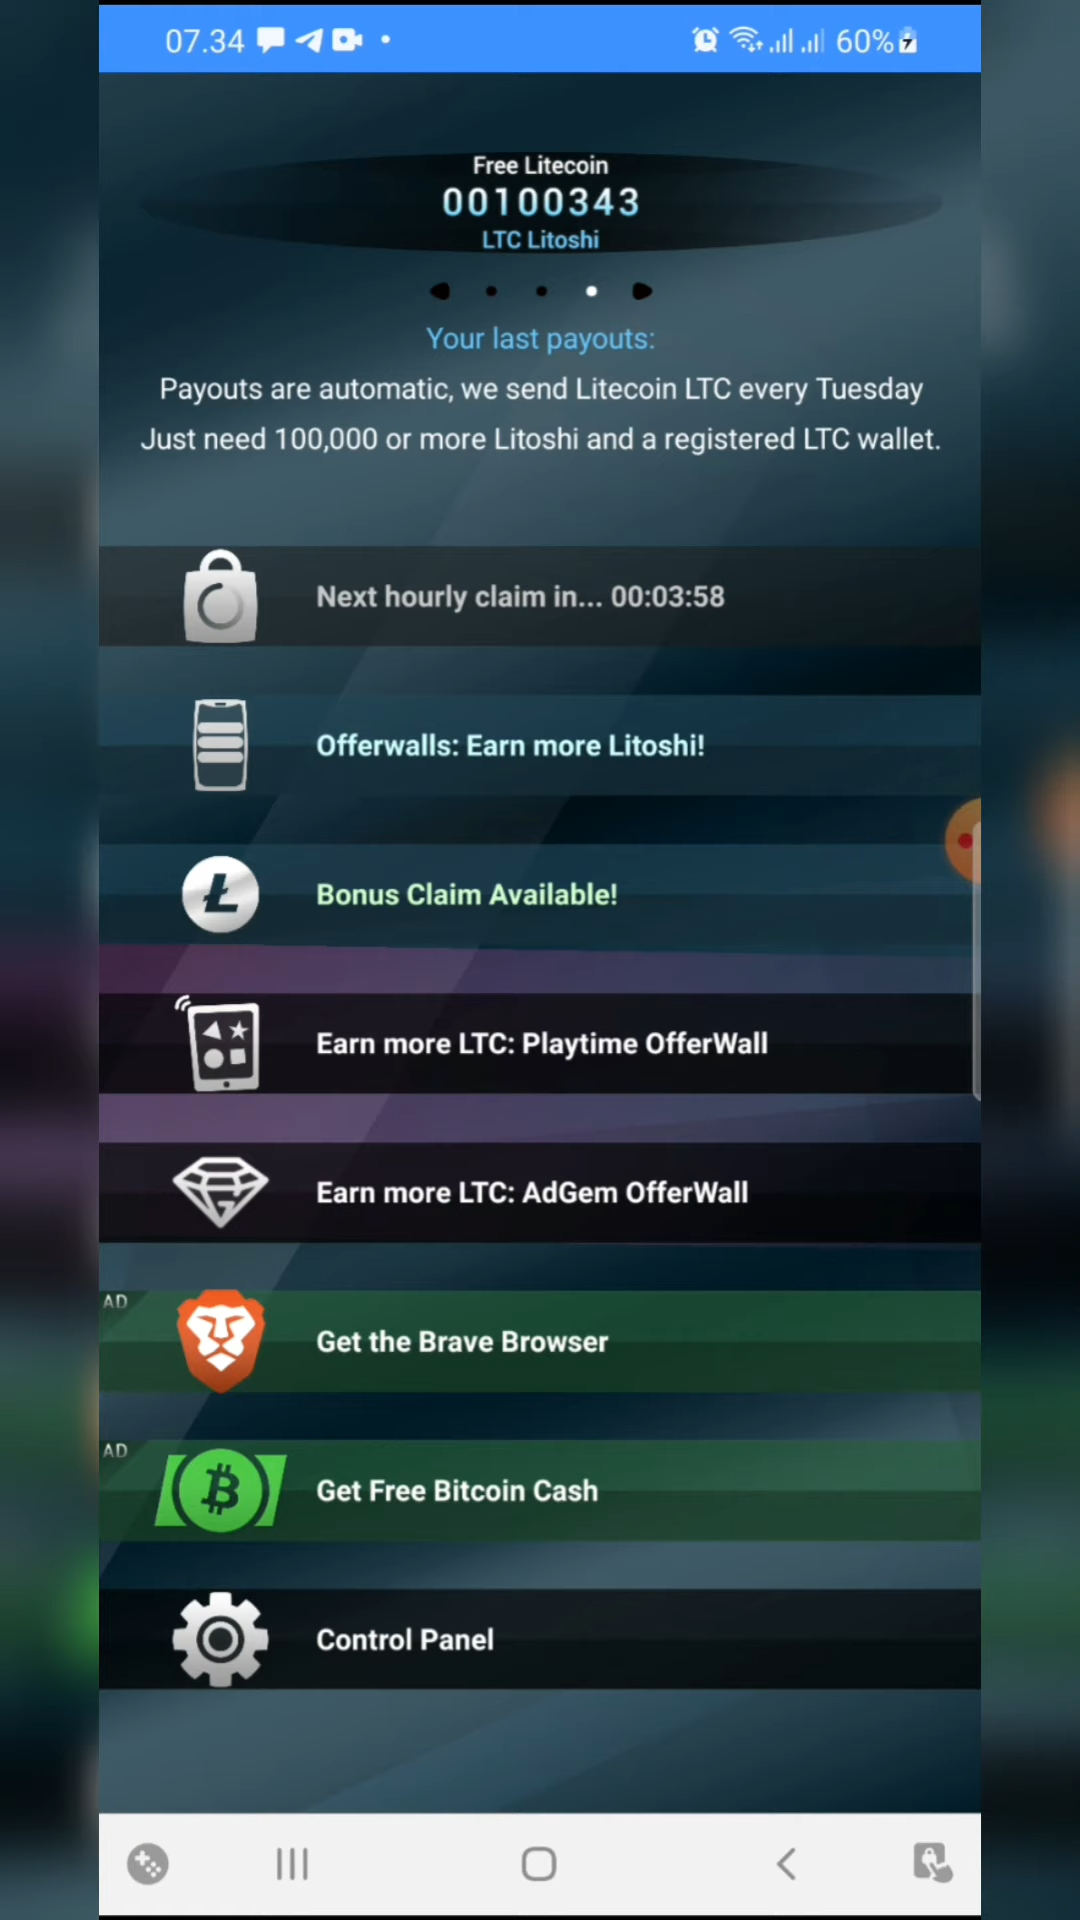 07.34
60%
Free Litecoin
00100343
LTC Litoshi
Your last payouts:
Payouts are automatic, we send Litecoin LTC every Tuesday
Just need 100,000 or more Litoshi and a registered LTC wallet.
Next hourly claim in... 00:03:58
Offerwalls: Earn more Litoshi!
Bonus Claim Available!
Earn more LTC: Playtime OfferWall
Earn more LTC: AdGem OfferWall
AD
Get the Brave Browser
AD
Get Free Bitcoin Cash
Control Panel